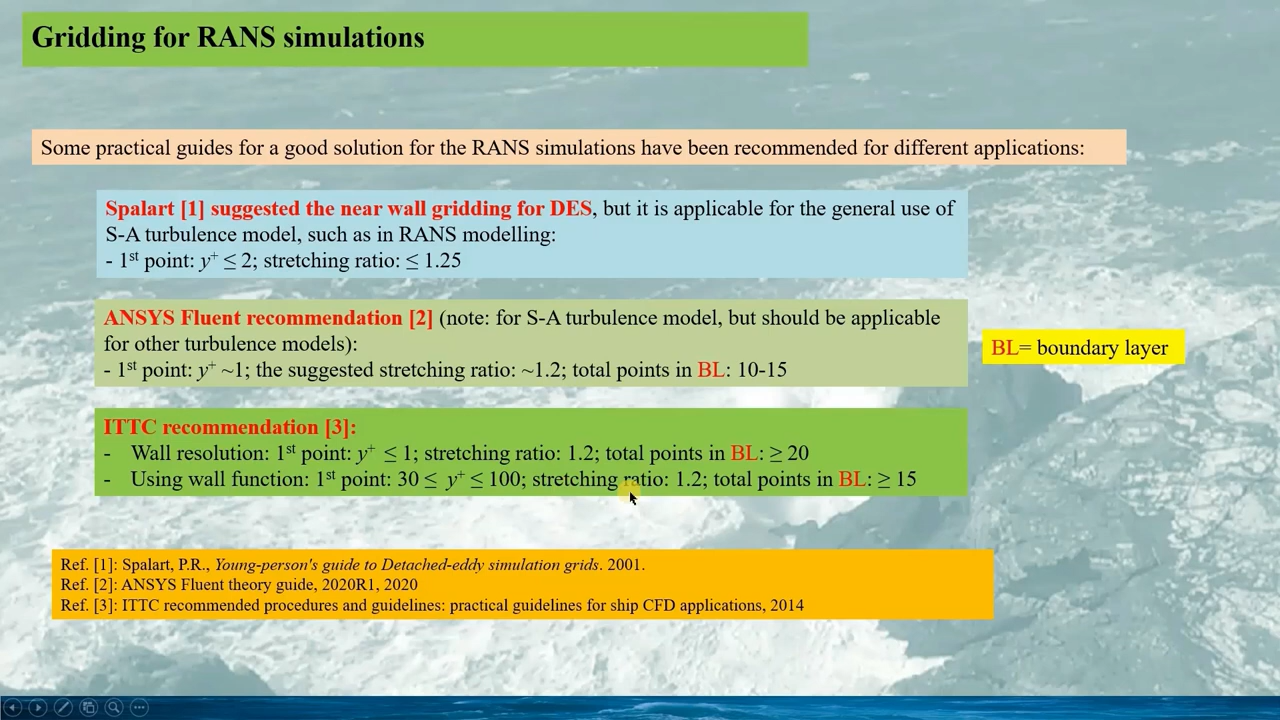 Gridding for RANS simulations
Some practical guides for a good solution for the RANS simulations have been recommended for different applications:
Spalart [1] suggested the near wall gridding for DES, but it is applicable for the general use of
S-A turbulence model, such as in RANS modelling:
- 1st point: y+ ≤ 2; stretching ratio: ≤ 1.25
ANSYS Fluent recommendation [2] (note: for S-A turbulence model, but should be applicable
for other turbulence models):
- 1st point: y+ ~1; the suggested stretching ratio: ~1.2; total points in BL: 10-15
BL= boundary layer
ITTC recommendation [3]:
- Wall resolution: 1st point: y+ ≤ 1; stretching ratio: 1.2; total points in BL: ≥ 20
- Using wall function: 1st point: 30 ≤ y+ ≤ 100; stretching ratio: 1.2; total points in BL: ≥ 15
Ref. [1]: Spalart, P.R., Young-person's guide to Detached-eddy simulation grids. 2001.
Ref. [2]: ANSYS Fluent theory guide, 2020R1, 2020
Ref. [3]: ITTC recommended procedures and guidelines: practical guidelines for ship CFD applications, 2014